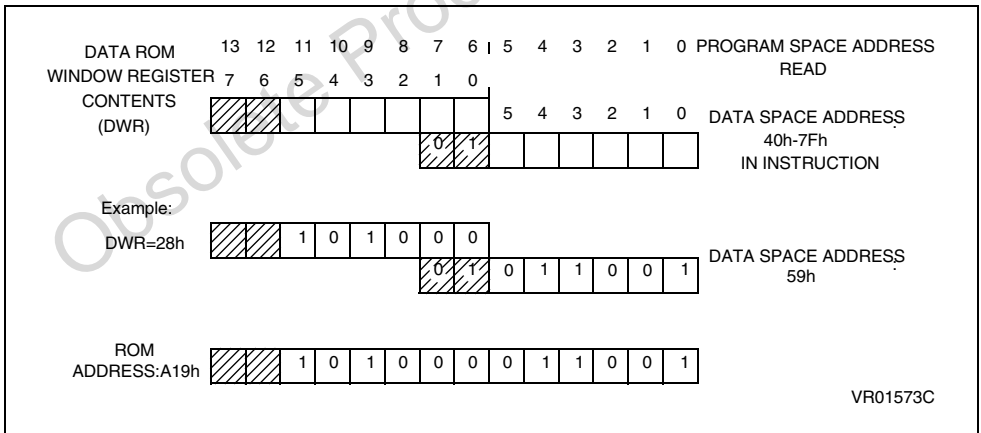 Obsolete Produ
13 12 11 10 9 8 7 6 5 4 3 2 1 0 PROGRAM SPACE ADDRESS
READ
DATA ROM
WINDOW REGISTER 7 6 5 4 3 2 1 0
CONTENTS
(DWR)
5 4 3 2 1 0 DATA SPACE ADDRESS
0 1 40h-7Fh
IN INSTRUCTION
Example:
DWR=28h 1 0 1 0 0 0
0 1 0 1 1 0 0 1 DATA SPACE ADDRESS
59h
ROM
ADDRESS:A19h 1 0 1 0 0 0 0 1 1 0 0 1
VR01573C